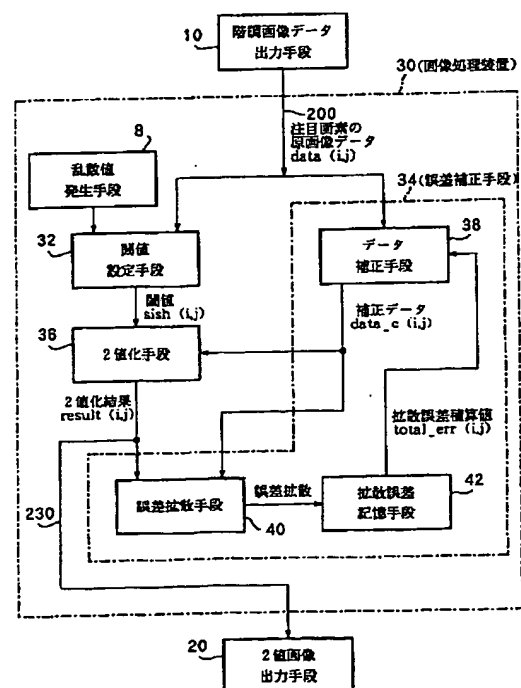 10
階調画像データ
出力手段
30(画像処理装置)
200
注目画素の
原画像データ
data (i,j)
8
乱数値
発生手段
34(誤差補正手段)
32
閾値
設定手段
38
データ
補正手段
閾値
slsh (i,j)
補正データ
data_c (i,j)
36
2値化手段
2値化結果
result (i,j)
拡散誤差積算値
total_err (i,j)
230
誤差拡散手段
40
誤差拡散
拡散誤差
記憶手段
42
20
2値画像
出力手段